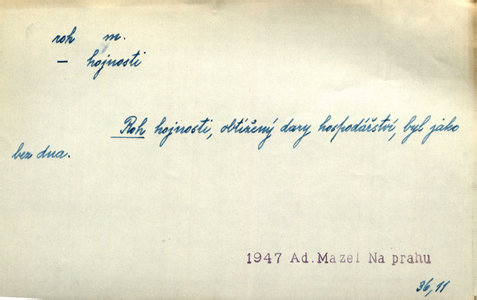 roh m.
– hojnosti
Roh hojnosti, obtížený dary hospodářství, byl jako
bez dna.
1947 Ad. Mazel Na prahu
36,11